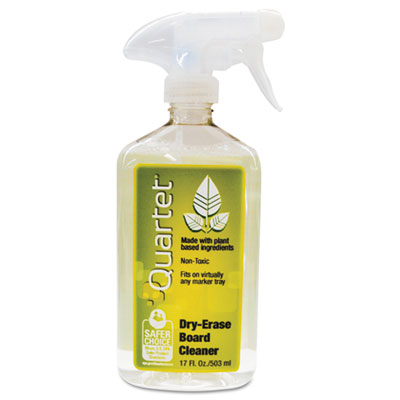 Quartet
Made with plant
based ingredients
Non-Toxic
Fits on virtually
any marker tray
SAFER
CHOICE
Dry-Erase
Board
Cleaner
17 Fl. Oz./503 ml